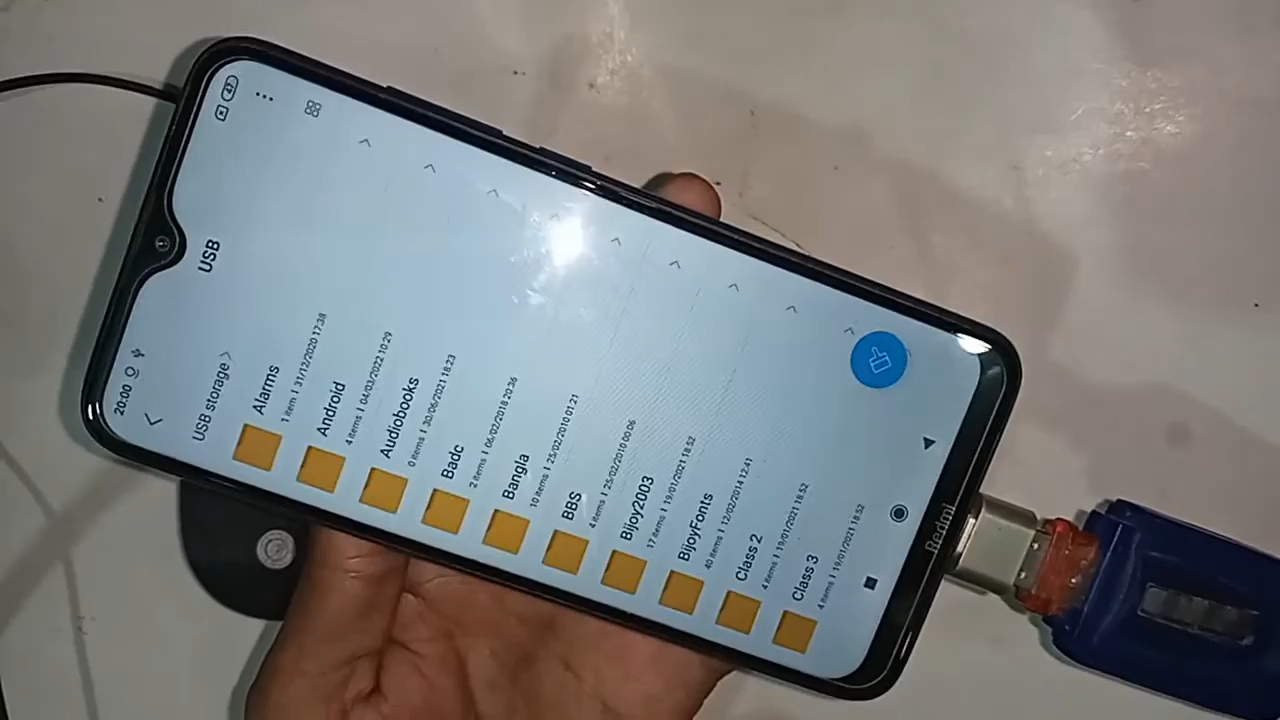 20:00
43
USB
USB storage >
Alarms
1 item | 31/12/2020 17:38
Android
4 items | 04/03/2022 10:29
Audiobooks
0 items | 30/06/2021 18:23
Badc
2 items | 06/02/2018 20:36
Bangla
10 items | 25/02/2010 01:21
BBS
4 items | 25/02/2010 00:06
Bijoy2003
17 items | 19/01/2021 18:52
BijoyFonts
40 items | 12/02/2014 12:41
Class 2
4 items | 19/01/2021 18:52
Class 3
4 items | 19/01/2021 18:52
Redmi